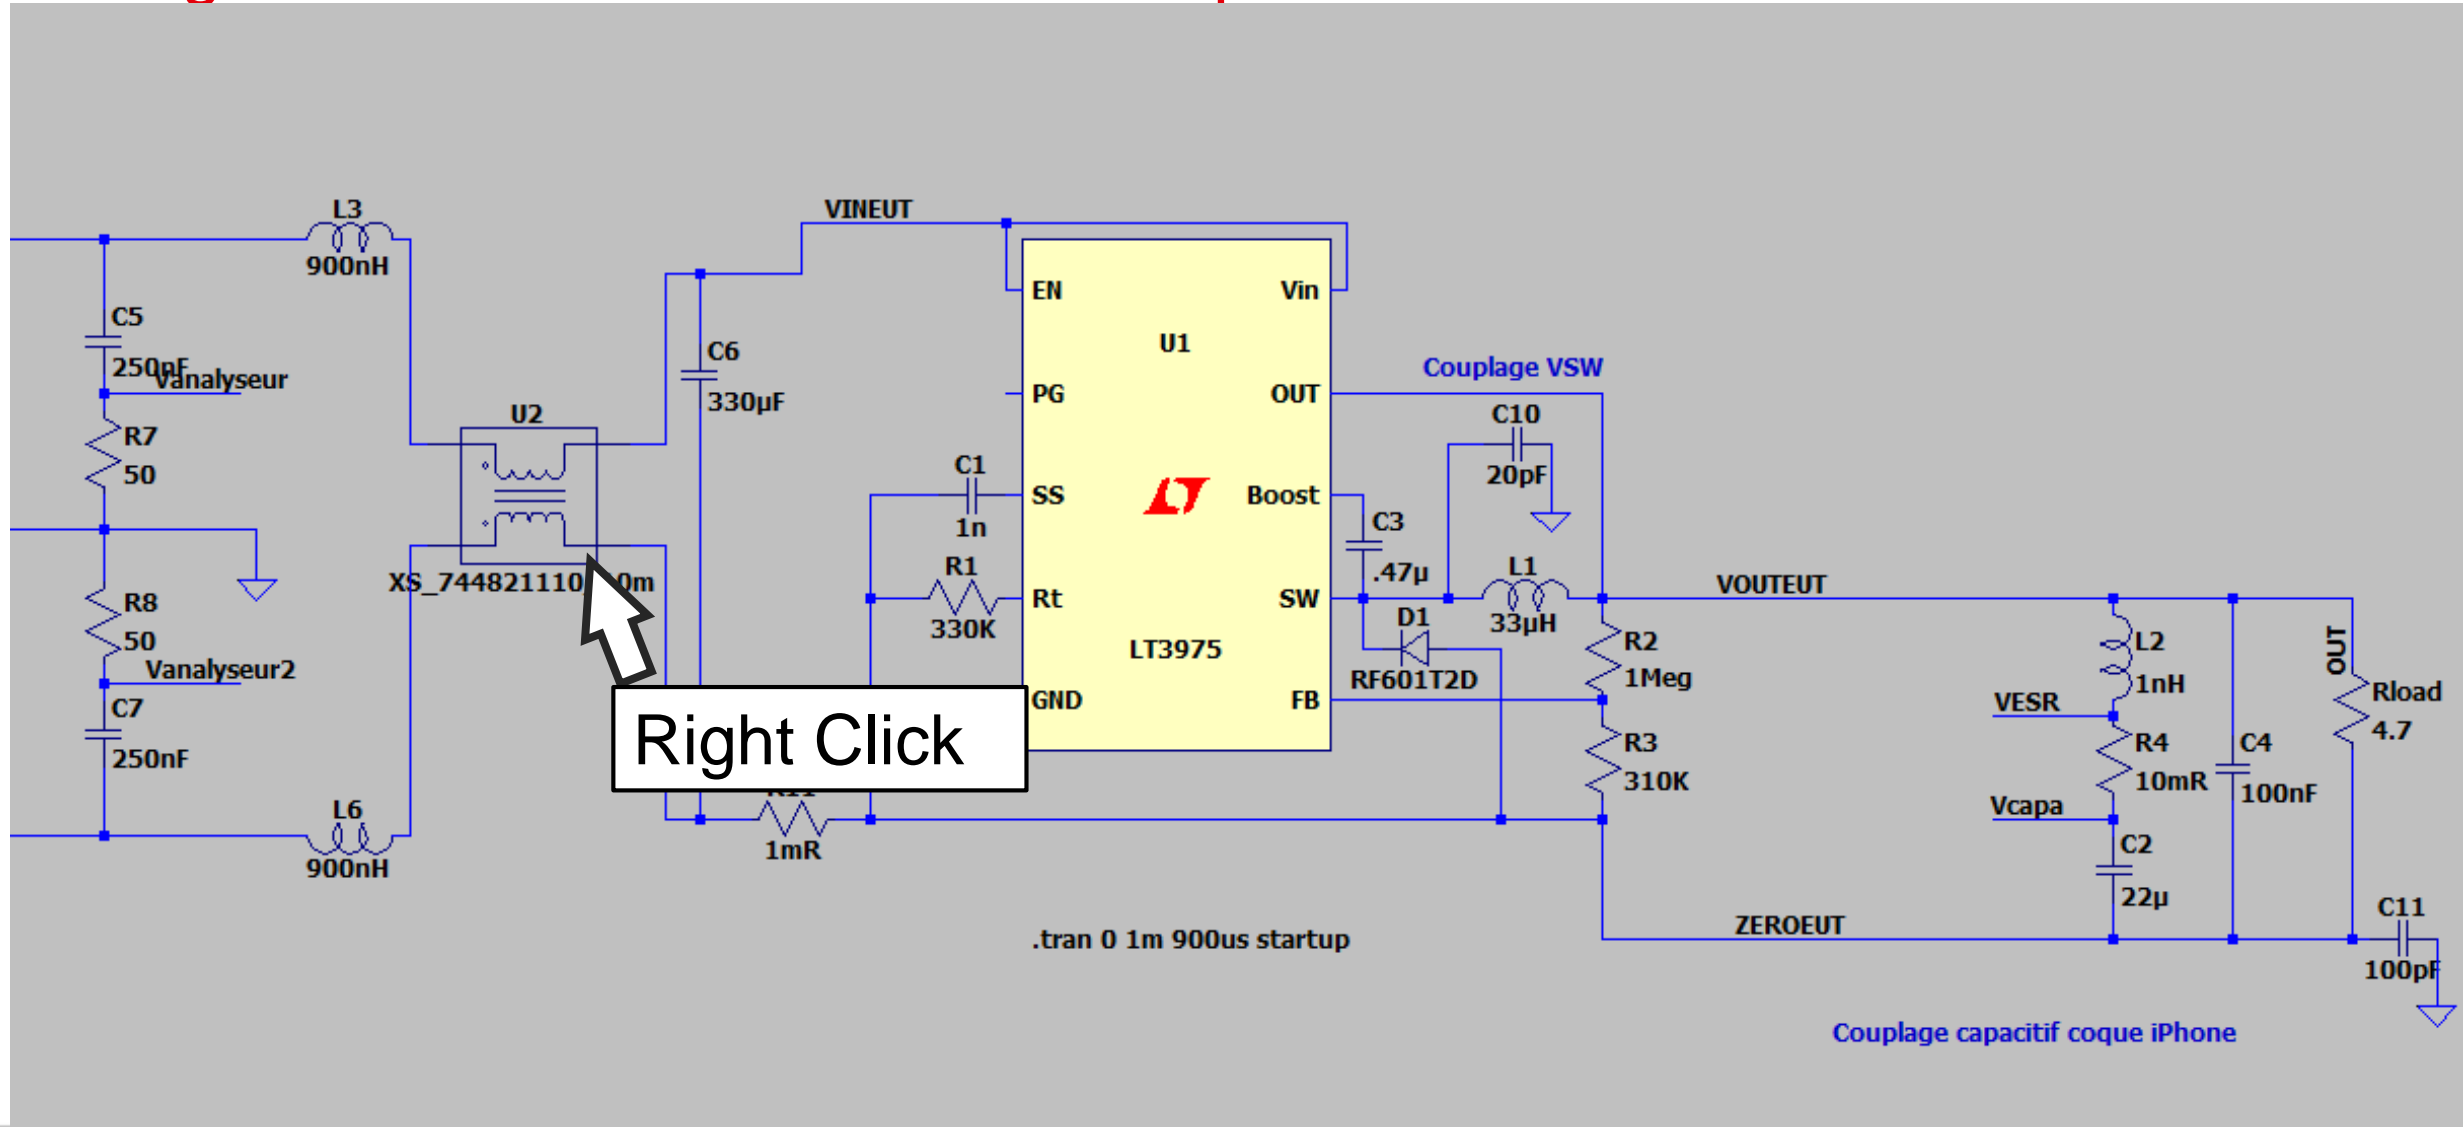 L3
900nH
VINEUT
C5
250nF
Vanalyseur
R7
50
R8
50
Vanalyseur2
C7
250nF
L6
900nH
U2
C6
330µF
EN
Vin
U1
PG
OUT
SS
Boost
Rt
SW
LT3975
GND
FB
C1
1n
R1
330K
Right Click
1mR
Couplage VSW
C10
20pF
C3
.47µ
L1
33µH
D1
RF601T2D
R2
1Meg
R3
310K
VOUTEUT
L2
1nH
VESR
R4
10mR
Vcapa
C2
22µ
C4
100nF
OUT
Rload
4.7
ZEROEUT
C11
100pF
.tran 0 1m 900us startup
Couplage capacitif coque iPhone